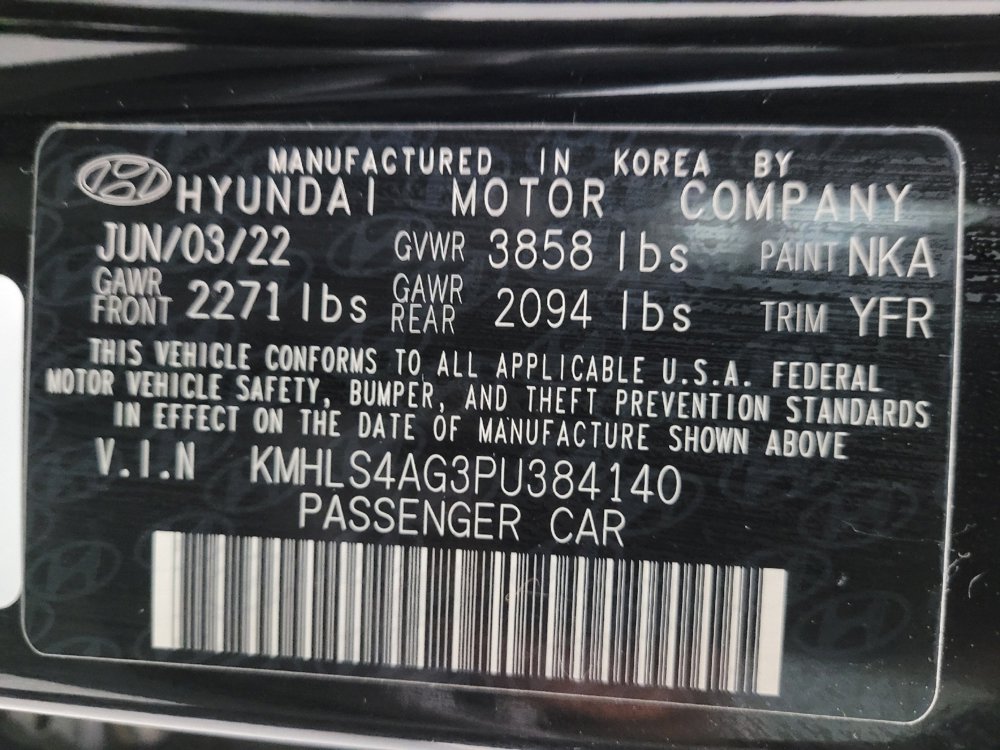 MANUFACTURED IN KOREA BY
HYUNDAI MOTOR COMPANY
JUN/03/22 GVWR 3858 lbs PAINT NKA
GAWR FRONT 2271 lbs GAWR REAR 2094 lbs TRIM YFR
THIS VEHICLE CONFORMS TO ALL APPLICABLE U.S.A. FEDERAL
MOTOR VEHICLE SAFETY, BUMPER, AND THEFT PREVENTION STANDARDS
IN EFFECT ON THE DATE OF MANUFACTURE SHOWN ABOVE
V.I.N KMHLS4AG3PU384140
PASSENGER CAR